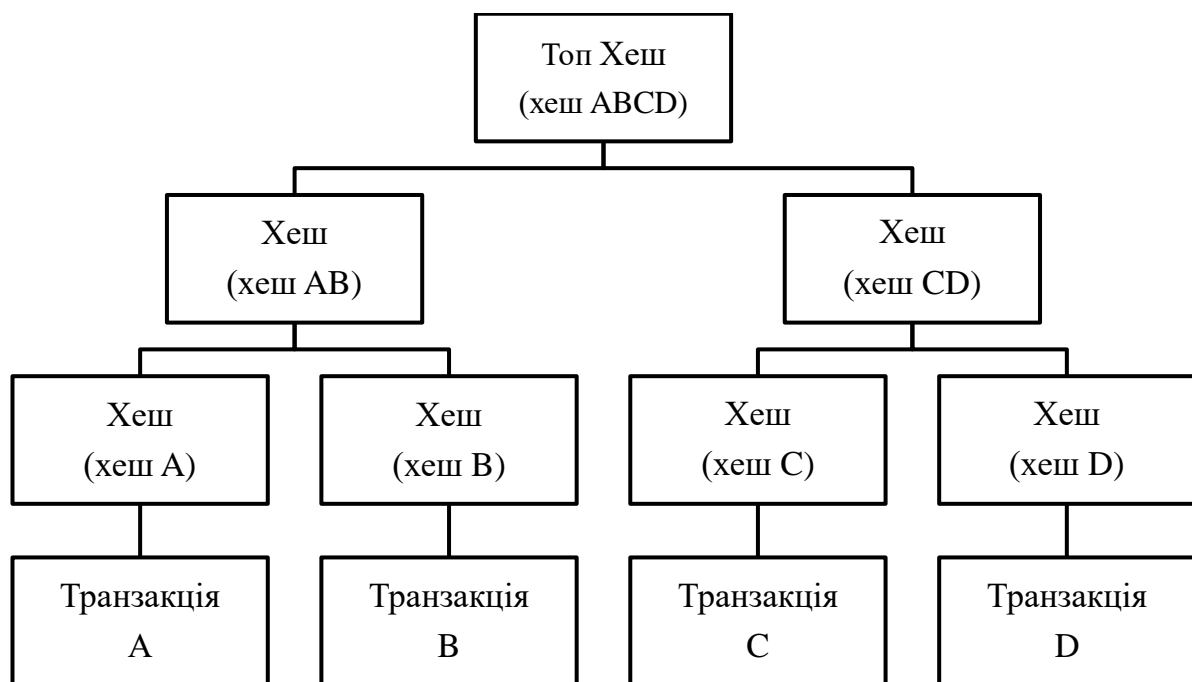 Топ Хеш
(хеш ABCD)
Хеш
(хеш AB)
Хеш
(хеш CD)
Хеш
(хеш A)
Хеш
(хеш B)
Хеш
(хеш C)
Хеш
(хеш D)
Транзакція
A
Транзакція
B
Транзакція
C
Транзакція
D